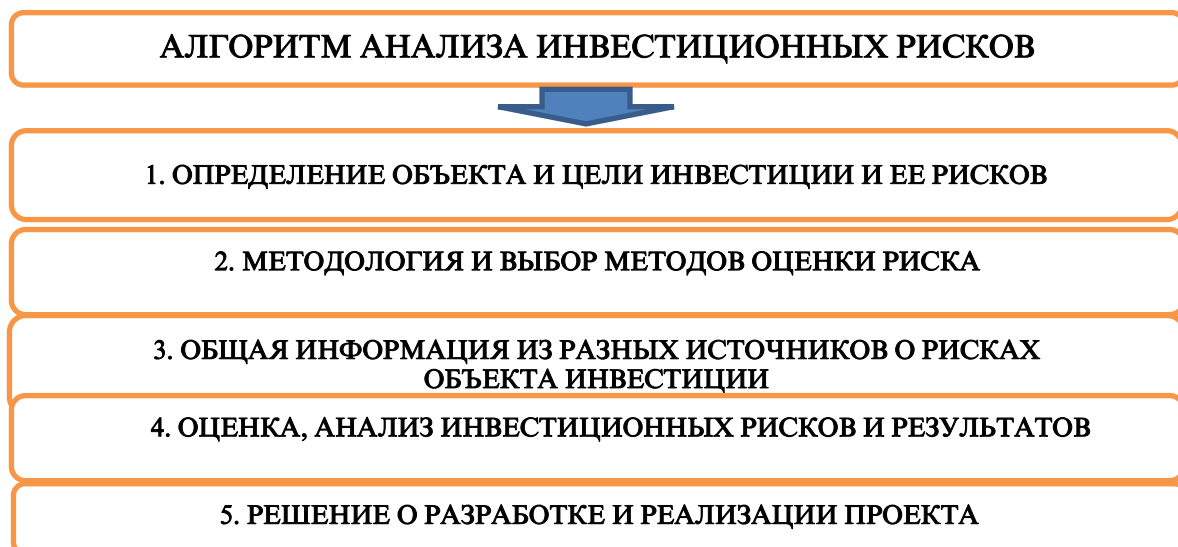 АЛГОРИТМ АНАЛИЗА ИНВЕСТИЦИОННЫХ РИСКОВ
1. ОПРЕДЕЛЕНИЕ ОБЪЕКТА И ЦЕЛИ ИНВЕСТИЦИИ И ЕЕ РИСКОВ
2. МЕТОДОЛОГИЯ И ВЫБОР МЕТОДОВ ОЦЕНКИ РИСКА
3. ОБЩАЯ ИНФОРМАЦИЯ ИЗ РАЗНЫХ ИСТОЧНИКОВ О РИСКАХ
ОБЪЕКТА ИНВЕСТИЦИИ
4. ОЦЕНКА, АНАЛИЗ ИНВЕСТИЦИОННЫХ РИСКОВ И РЕЗУЛЬТАТОВ
5. РЕШЕНИЕ О РАЗРАБОТКЕ И РЕАЛИЗАЦИИ ПРОЕКТА